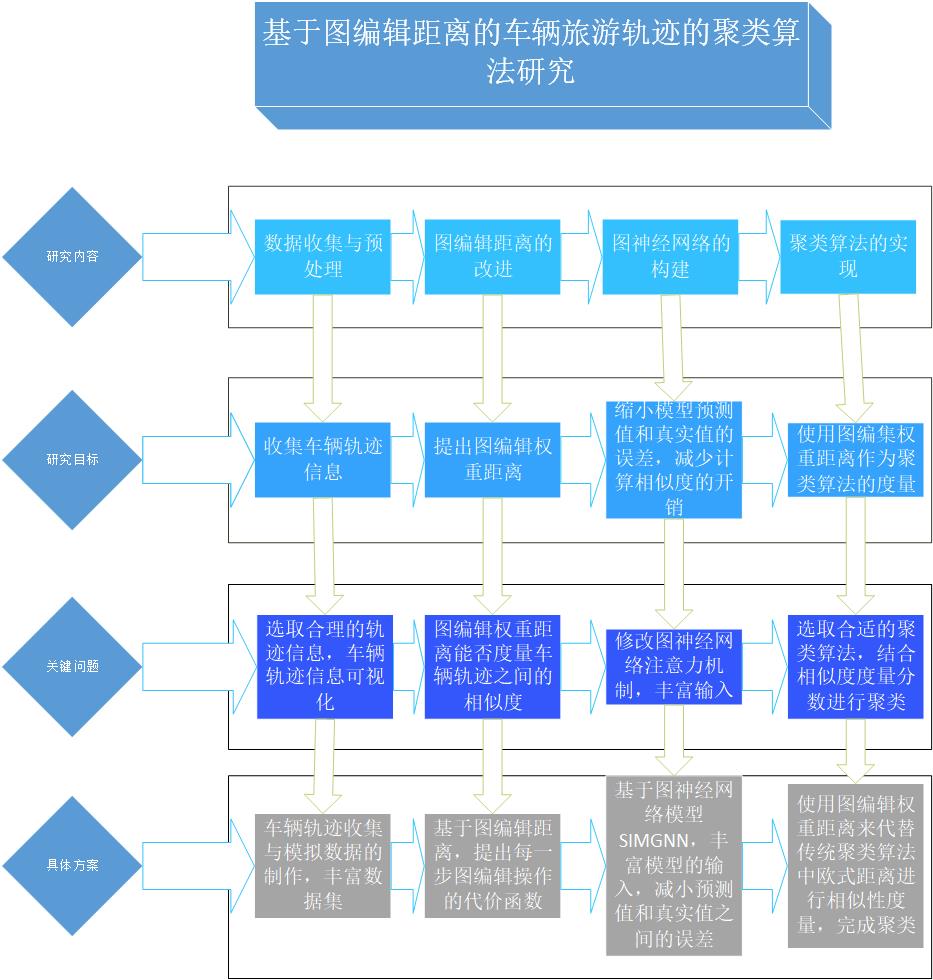 基于图编辑距离的车辆旅游轨迹的聚类算
法研究
研究内容
数据收集与预
处理
图编辑距离的
改进
图神经网络的
构建
聚类算法的实
现
研究目标
收集车辆轨迹
信息
提出图编辑权
重距离
缩小模型预测
值和真实值的
误差，减少计
算相似度的开
销
使用图编集权
重距离作为聚
类算法的度量
关键问题
选取合理的轨
迹信息，车辆
轨迹信息可视
化
图编辑权重距
离能否度量车
辆轨迹之间的
相似度
修改图神经网
络注意力机
制，丰富输入
选取合适的聚
类算法，结合
相似度度量分
数进行聚类
具体方案
车辆轨迹收集
与模拟数据的
制作，丰富数
据集
基于图编辑距
离，提出每一
步图编辑操作
的代价函数
基于图神经网
络模型
SIMGNN，丰
富模型的输
入，减小预测
值和真实值之
间的误差
使用图编辑权
重距离来代替
传统聚类算法
中欧式距离进
行相似性度
量，完成聚类